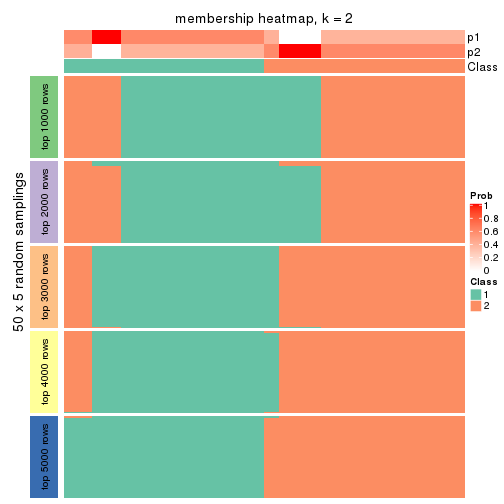 membership heatmap, k = 2
p1
p2
Class
50 x 5 random samplings
top 1000 rows
top 2000 rows
top 3000 rows
top 4000 rows
top 5000 rows
Prob
1
0.8
0.6
0.4
0.2
0
Class
1
2